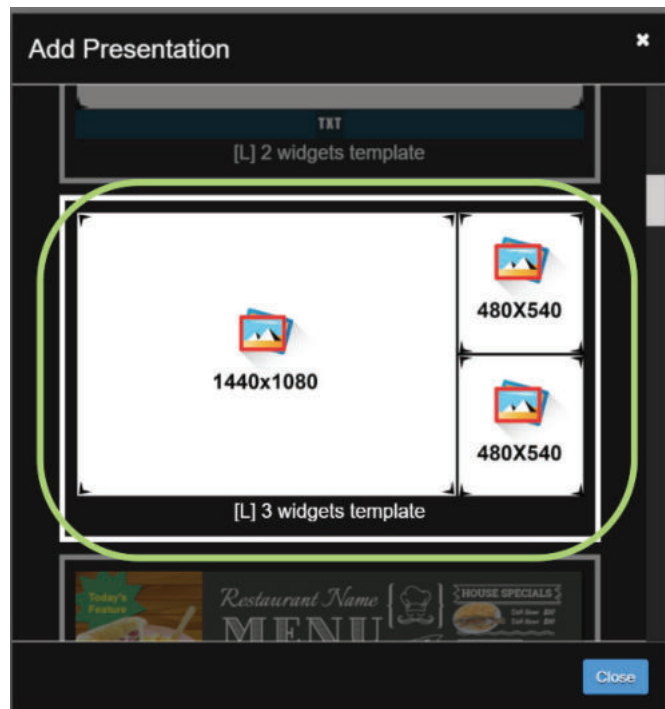 Add Presentation
TXT
[L] 2 widgets template
480X540
1440x1080
480X540
[L] 3 widgets template
Today's
Feature
Restaurant Name
MENU
HOUSE SPECIALS
Close